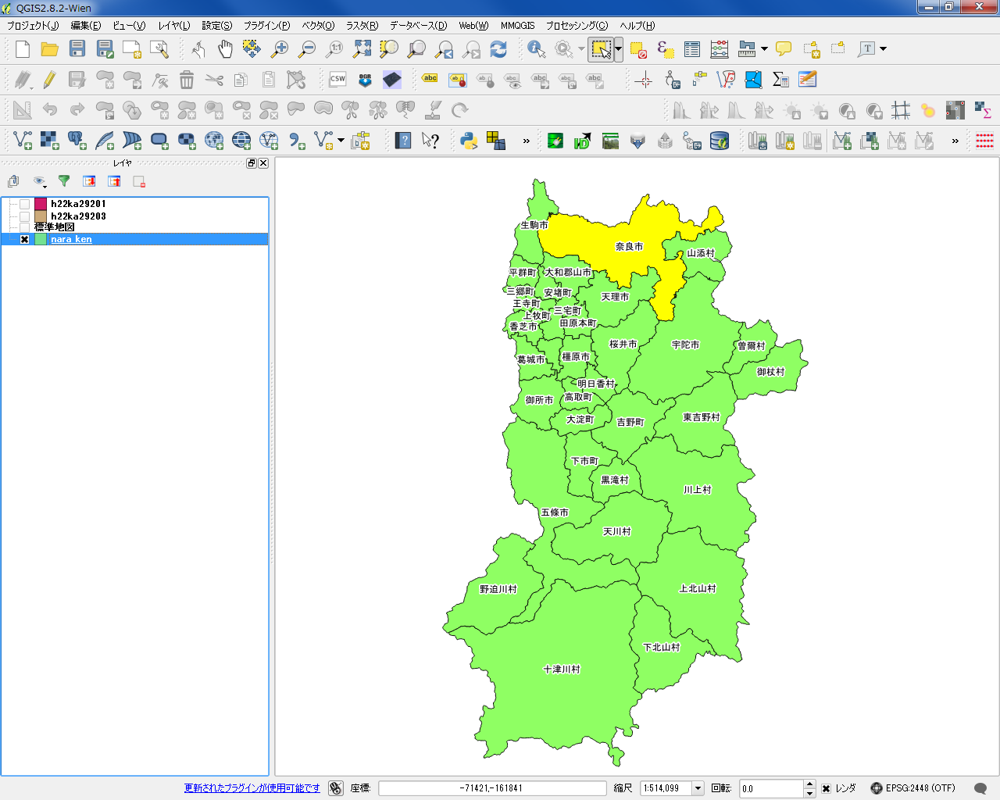 QGIS2.8.2-Wien
プロジェクト(J) 編集(E) ビュー(V) レイヤ(L) 設定(S) プラグイン(P) ベクタ(O) ラスタ(R) データベース(D) Web(W) MMQGIS プロセッシング(C) ヘルプ(H)
1:1
T
CSW
OGR
abc
ab
abc
abc
abc
abc
レイヤ
h22ka29201
h22ka29203
標準地図
nara ken
生駒市
奈良市
山添村
平群町
大和郡山市
三郷町
安堵町
天理市
王寺町
上牧町
三宅町
香芝市
田原本町
桜井市
宇陀市
曽爾村
葛城市
橿原市
御杖村
明日香村
御所市
高取町
大淀町
吉野町
東吉野村
下市町
黒滝村
川上村
五條市
天川村
野迫川村
上北山村
下北山村
十津川村
更新されたプラグインが使用可能です 座標: -71421,-161841 縮尺 1:514,099 回転: 0.0 レンダ EPSG:2448 (OTF)